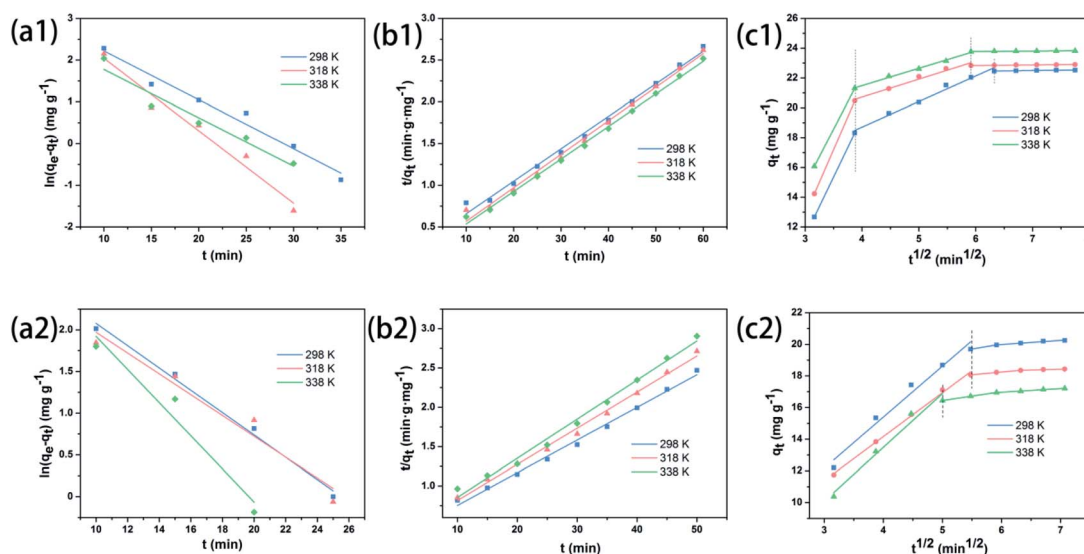 (a1)
ln(qe-qt) (mg g-1)
2
1
0
-1
-2
10
15
20
25
30
35
t (min)
298 K
318 K
338 K
(b1)
t/qt (min·g·mg-1)
3.0
2.5
2.0
1.5
1.0
0.5
10
20
30
40
50
60
t (min)
298 K
318 K
338 K
(c1)
qt (mg g-1)
26
24
22
20
18
16
14
12
3
4
5
6
7
t1/2 (min1/2)
298 K
318 K
338 K
(a2)
ln(qe-qt) (mg g-1)
2.0
1.5
1.0
0.5
0.0
10
12
14
16
18
20
22
24
26
t (min)
298 K
318 K
338 K
(b2)
t/qt (min·g·mg-1)
3.0
2.5
2.0
1.5
1.0
0.5
10
20
30
40
50
t (min)
298 K
318 K
338 K
(c2)
qt (mg g-1)
22
20
18
16
14
12
10
3
4
5
6
7
t1/2 (min1/2)
298 K
318 K
338 K